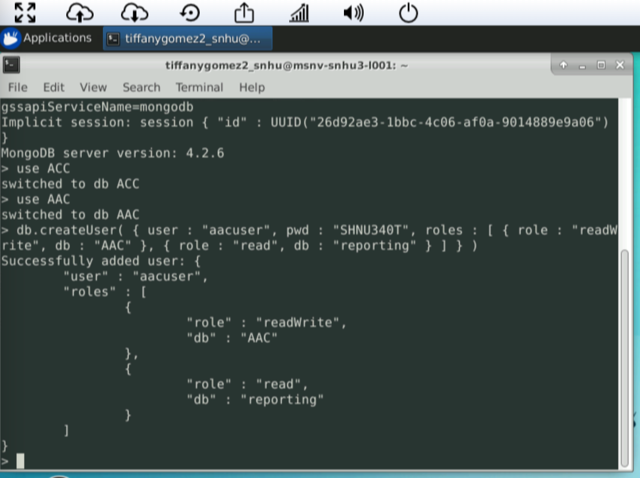 Applications
tiffanygomez2_snhu@...
tiffanygomez2_snhu@msnv-snhu3-l001: ~
File Edit View Search Terminal Help
gssapiServiceName=mongodb
Implicit session: session { "id" : UUID("26d92ae3-1bbc-4c06-af0a-9014889e9a06")
}
MongoDB server version: 4.2.6
> use ACC
switched to db ACC
> use AAC
switched to db AAC
> db.createUser( { user : "aacuser", pwd : "SHNU340T", roles : [ { role : "readW
rite", db : "AAC" }, { role : "read", db : "reporting" } ] } )
Successfully added user: {
"user" : "aacuser",
"roles" : [
{
"role" : "readWrite",
"db" : "AAC"
},
{
"role" : "read",
"db" : "reporting"
}
]
}
>